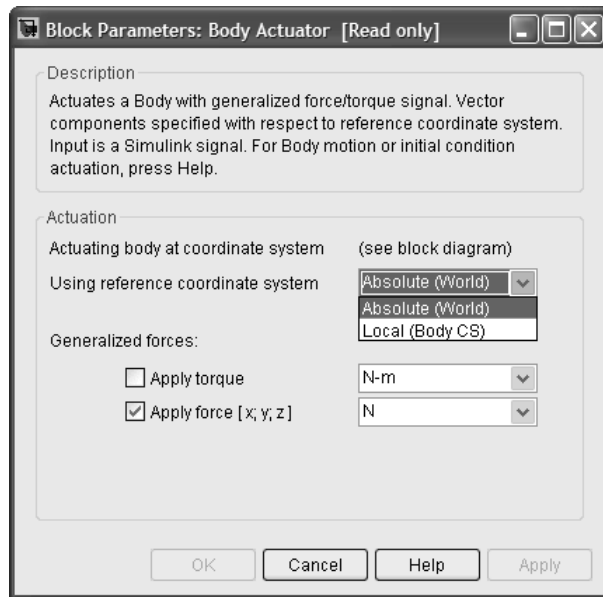 Block Parameters: Body Actuator [Read only]
Description
Actuates a Body with generalized force/torque signal. Vector
components specified with respect to reference coordinate system.
Input is a Simulink signal. For Body motion or initial condition
actuation, press Help.
Actuation
Actuating body at coordinate system (see block diagram)
Using reference coordinate system Absolute (World)
Absolute (World)
Local (Body CS)
Generalized forces:
Apply torque N-m
Apply force [ x; y; z ] N
OK Cancel Help Apply